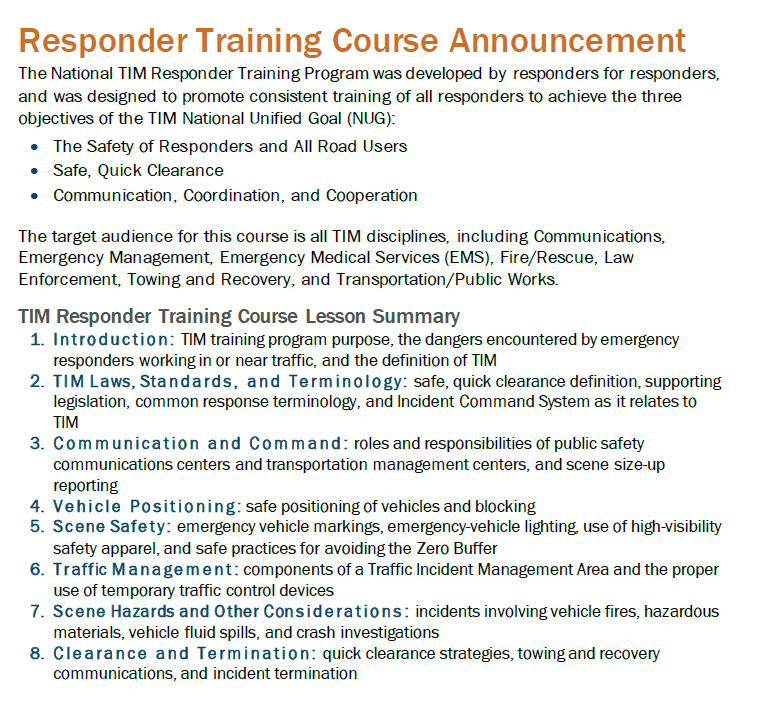 Responder Training Course Announcement
The National TIM Responder Training Program was developed by responders for responders,
and was designed to promote consistent training of all responders to achieve the three
objectives of the TIM National Unified Goal (NUG):
• The Safety of Responders and All Road Users
• Safe, Quick Clearance
• Communication, Coordination, and Cooperation
The target audience for this course is all TIM disciplines, including Communications,
Emergency Management, Emergency Medical Services (EMS), Fire/Rescue, Law
Enforcement, Towing and Recovery, and Transportation/Public Works.
TIM Responder Training Course Lesson Summary
1. Introduction: TIM training program purpose, the dangers encountered by emergency
responders working in or near traffic, and the definition of TIM
2. TIM Laws, Standards, and Terminology: safe, quick clearance definition, supporting
legislation, common response terminology, and Incident Command System as it relates to
TIM
3. Communication and Command: roles and responsibilities of public safety
communications centers and transportation management centers, and scene size-up
reporting
4. Vehicle Positioning: safe positioning of vehicles and blocking
5. Scene Safety: emergency vehicle markings, emergency-vehicle lighting, use of high-visibility
safety apparel, and safe practices for avoiding the Zero Buffer
6. Traffic Management: components of a Traffic Incident Management Area and the proper
use of temporary traffic control devices
7. Scene Hazards and Other Considerations: incidents involving vehicle fires, hazardous
materials, vehicle fluid spills, and crash investigations
8. Clearance and Termination: quick clearance strategies, towing and recovery
communications, and incident termination